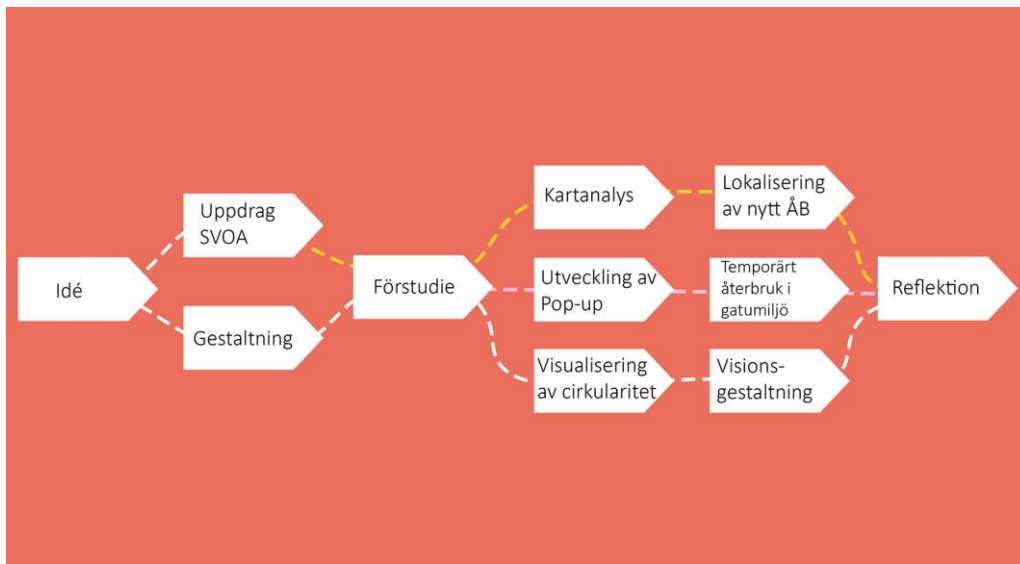 Idé
Uppdrag
SVOA
Gestaltning
Förstudie
Kartanalys
Utveckling av
Pop-up
Visualisering
av cirkularitet
Lokalisering
av nytt ÅB
Temporärt
återbruk i
gatumiljö
Visions-
gestaltning
Reflektion